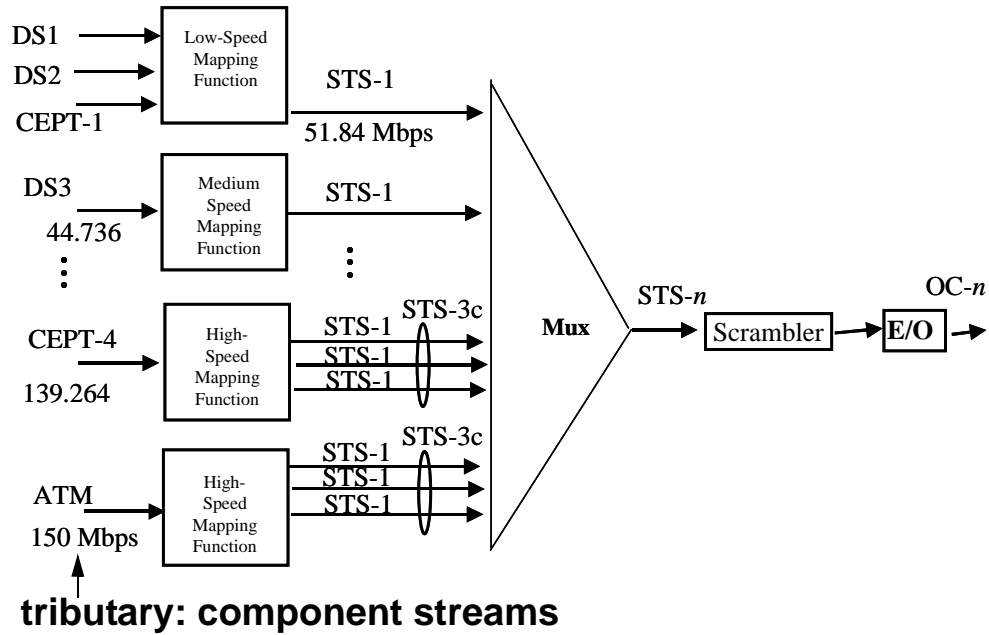 DS1
DS2
CEPT-1
Low-Speed
Mapping
Function
STS-1
51.84 Mbps
DS3
44.736
Medium
Speed
Mapping
Function
STS-1
CEPT-4
139.264
High-
Speed
Mapping
Function
STS-1
STS-1
STS-1
STS-3c
ATM
150 Mbps
High-
Speed
Mapping
Function
STS-1
STS-1
STS-1
STS-3c
Mux
STS-n
Scrambler
E/O
OC-n
tributary: component streams